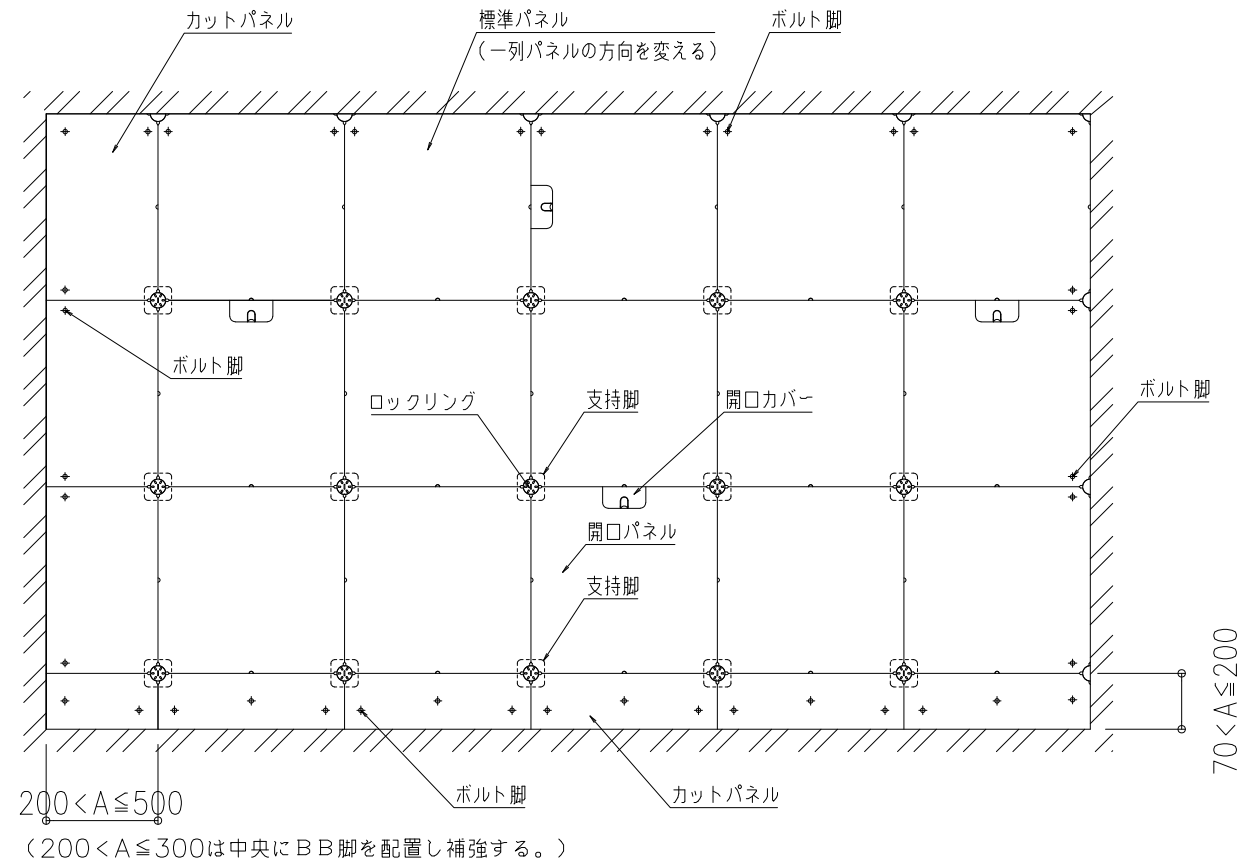 カットパネル
標準パネル
(一列パネルの方向を変える)
ボルト脚
ボルト脚
ロックリング
支持脚
開口カバー
ボルト脚
開口パネル
支持脚
70<A≦200
ボルト脚
カットパネル
200<A≦500
(200<A≦300は中央にBB脚を配置し補強する。)